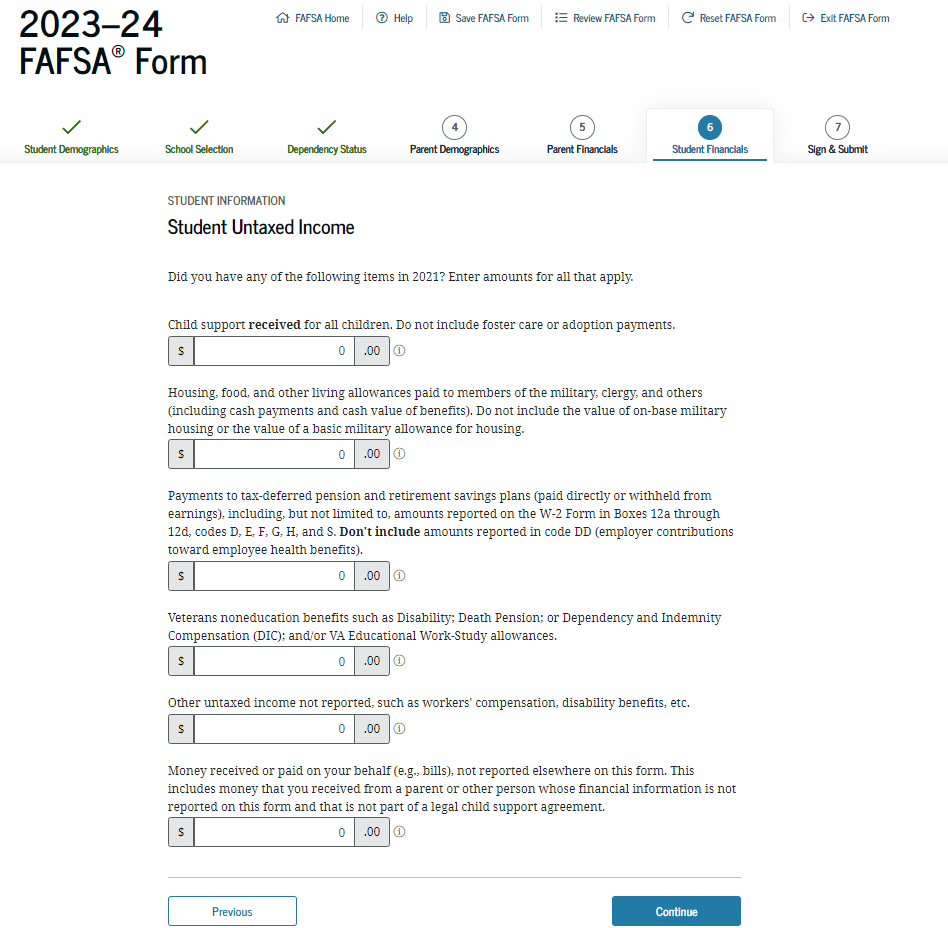 2023–24
FAFSA® Form
FAFSA Home
Help
Save FAFSA Form
Review FAFSA Form
Reset FAFSA Form
Exit FAFSA Form
Student Demographics
School Selection
Dependency Status
4
Parent Demographics
5
Parent Financials
6
Student Financials
7
Sign & Submit
STUDENT INFORMATION
Student Untaxed Income
Did you have any of the following items in 2021? Enter amounts for all that apply.
Child support received for all children. Do not include foster care or adoption payments.
$ 0 .00
Housing, food, and other living allowances paid to members of the military, clergy, and others
(including cash payments and cash value of benefits). Do not include the value of on-base military
housing or the value of a basic military allowance for housing.
$ 0 .00
Payments to tax-deferred pension and retirement savings plans (paid directly or withheld from
earnings), including, but not limited to, amounts reported on the W-2 Form in Boxes 12a through
12d, codes D, E, F, G, H, and S. Don't include amounts reported in code DD (employer contributions
toward employee health benefits).
$ 0 .00
Veterans noneducation benefits such as Disability; Death Pension; or Dependency and Indemnity
Compensation (DIC); and/or VA Educational Work-Study allowances.
$ 0 .00
Other untaxed income not reported, such as workers' compensation, disability benefits, etc.
$ 0 .00
Money received or paid on your behalf (e.g., bills), not reported elsewhere on this form. This
includes money that you received from a parent or other person whose financial information is not
reported on this form and that is not part of a legal child support agreement.
$ 0 .00
Previous
Continue